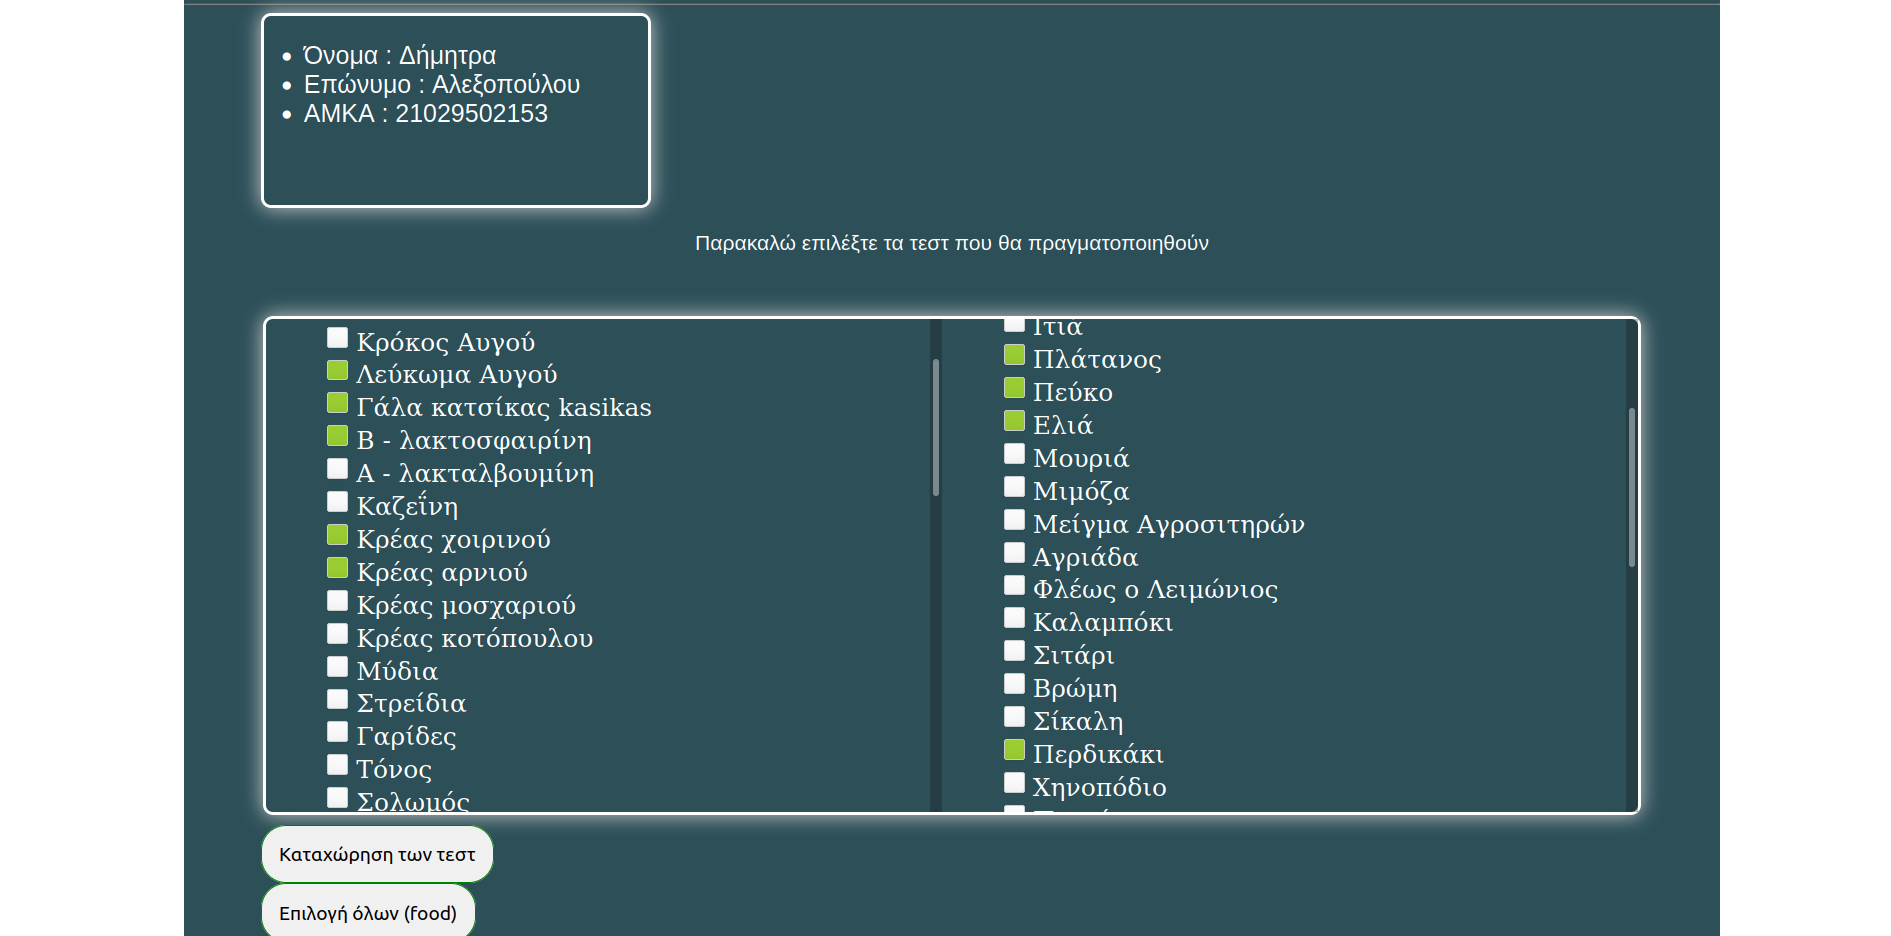 Όνομα : Δήμητρα
Επώνυμο : Αλεξοπούλου
ΑΜΚΑ : 21029502153
Παρακαλώ επιλέξτε τα τεστ που θα πραγματοποιηθούν
Κρόκος Αυγού
Λεύκωμα Αυγού
Γάλα κατσίκας kasikas
Β - λακτοσφαιρίνη
Α - λακταλβουμίνη
Καζεΐνη
Κρέας χοιρινού
Κρέας αρνιού
Κρέας μοσχαριού
Κρέας κοτόπουλου
Μύδια
Στρείδια
Γαρίδες
Τόνος
Σολωμός
Ιτιά
Πλάτανος
Πεύκο
Ελιά
Μουριά
Μιμόζα
Μείγμα Αγροσιτηρών
Αγριάδα
Φλέως ο Λειμώνιος
Καλαμπόκι
Σιτάρι
Βρώμη
Σίκαλη
Περδικάκι
Χηνοπόδιο
Καταχώρηση των τεστ
Επιλογή όλων (food)